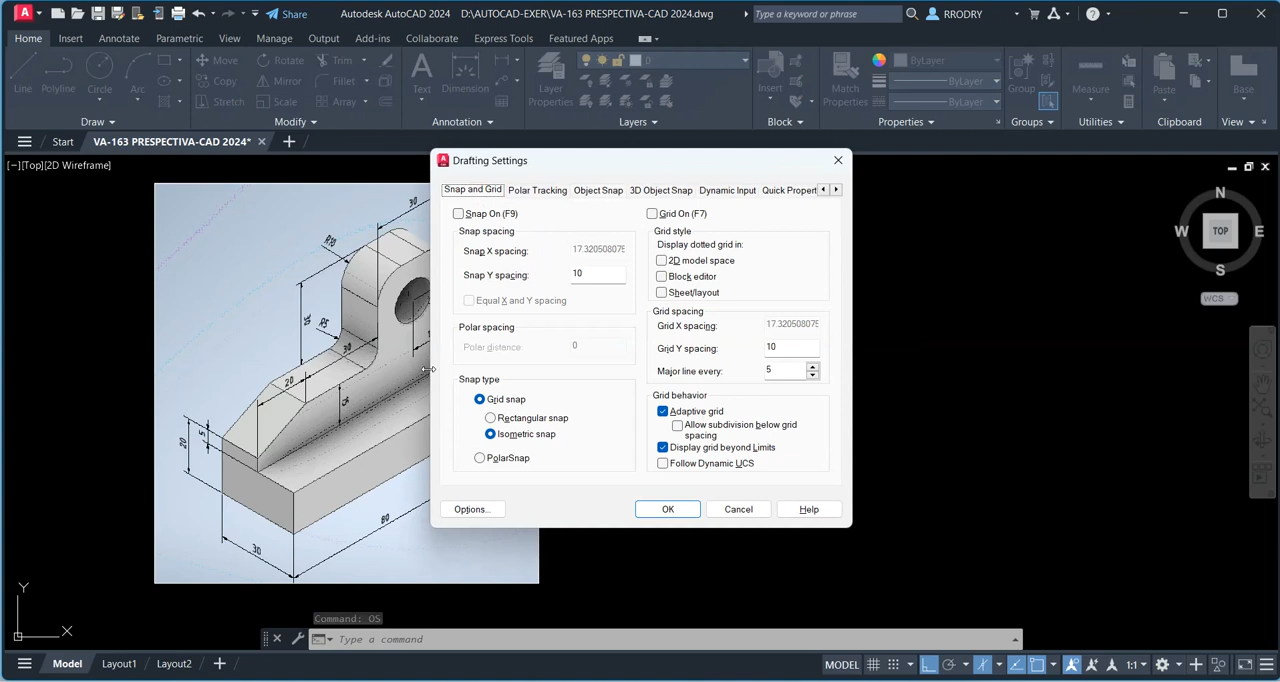 Share Autodesk AutoCAD 2024 D:\AUTOCAD-EXER\VA-163 PRESPECTIVA-CAD 2024.dwg Type a keyword or phrase RRODRY
Home Insert Annotate Parametric View Manage Output Add-ins Collaborate Express Tools Featured Apps
Line Polyline Circle Arc
Move Rotate Trim
Copy Mirror Fillet
Stretch Scale Array
Text Dimension
Layer Properties
0
Insert
Match Properties
ByLayer
ByLayer
ByLayer
Group Measure Paste Base
Draw Modify Annotation Layers Block Properties Groups Utilities Clipboard View
Start VA-163 PRESPECTIVA-CAD 2024*
[−][Top][2D Wireframe]
Drafting Settings
Snap and Grid Polar Tracking Object Snap 3D Object Snap Dynamic Input Quick Propert
Snap On (F9) Grid On (F7)
Snap spacing
Snap X spacing: 17.32050807
Snap Y spacing: 10
Equal X and Y spacing
Polar spacing
Polar distance: 0
Snap type
Grid snap
Rectangular snap
Isometric snap
PolarSnap
Grid style
Display dotted grid in:
2D model space
Block editor
Sheet/layout
Grid spacing
Grid X spacing: 17.32050807
Grid Y spacing: 10
Major line every: 5
Grid behavior
Adaptive grid
Allow subdivision below grid
spacing
Display grid beyond Limits
Follow Dynamic UCS
Options... OK Cancel Help
N
W TOP E
S
WCS
30
R5
30
20
20
5
30
80
Y
X
Command: OS
Type a command
Model Layout1 Layout2 MODEL 1:1